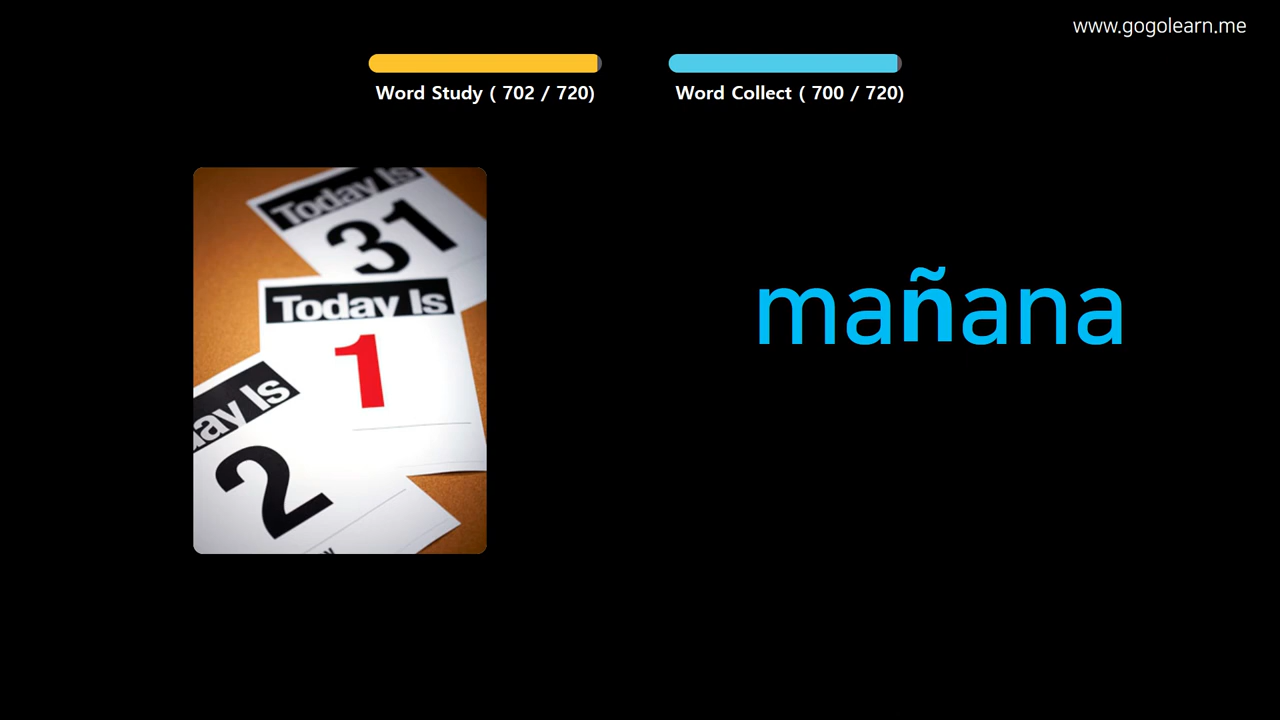 www.gogolearn.me
Word Study ( 702 / 720)
Word Collect ( 700 / 720)
Today Is
31
Today Is
1
day Is
2
mañana